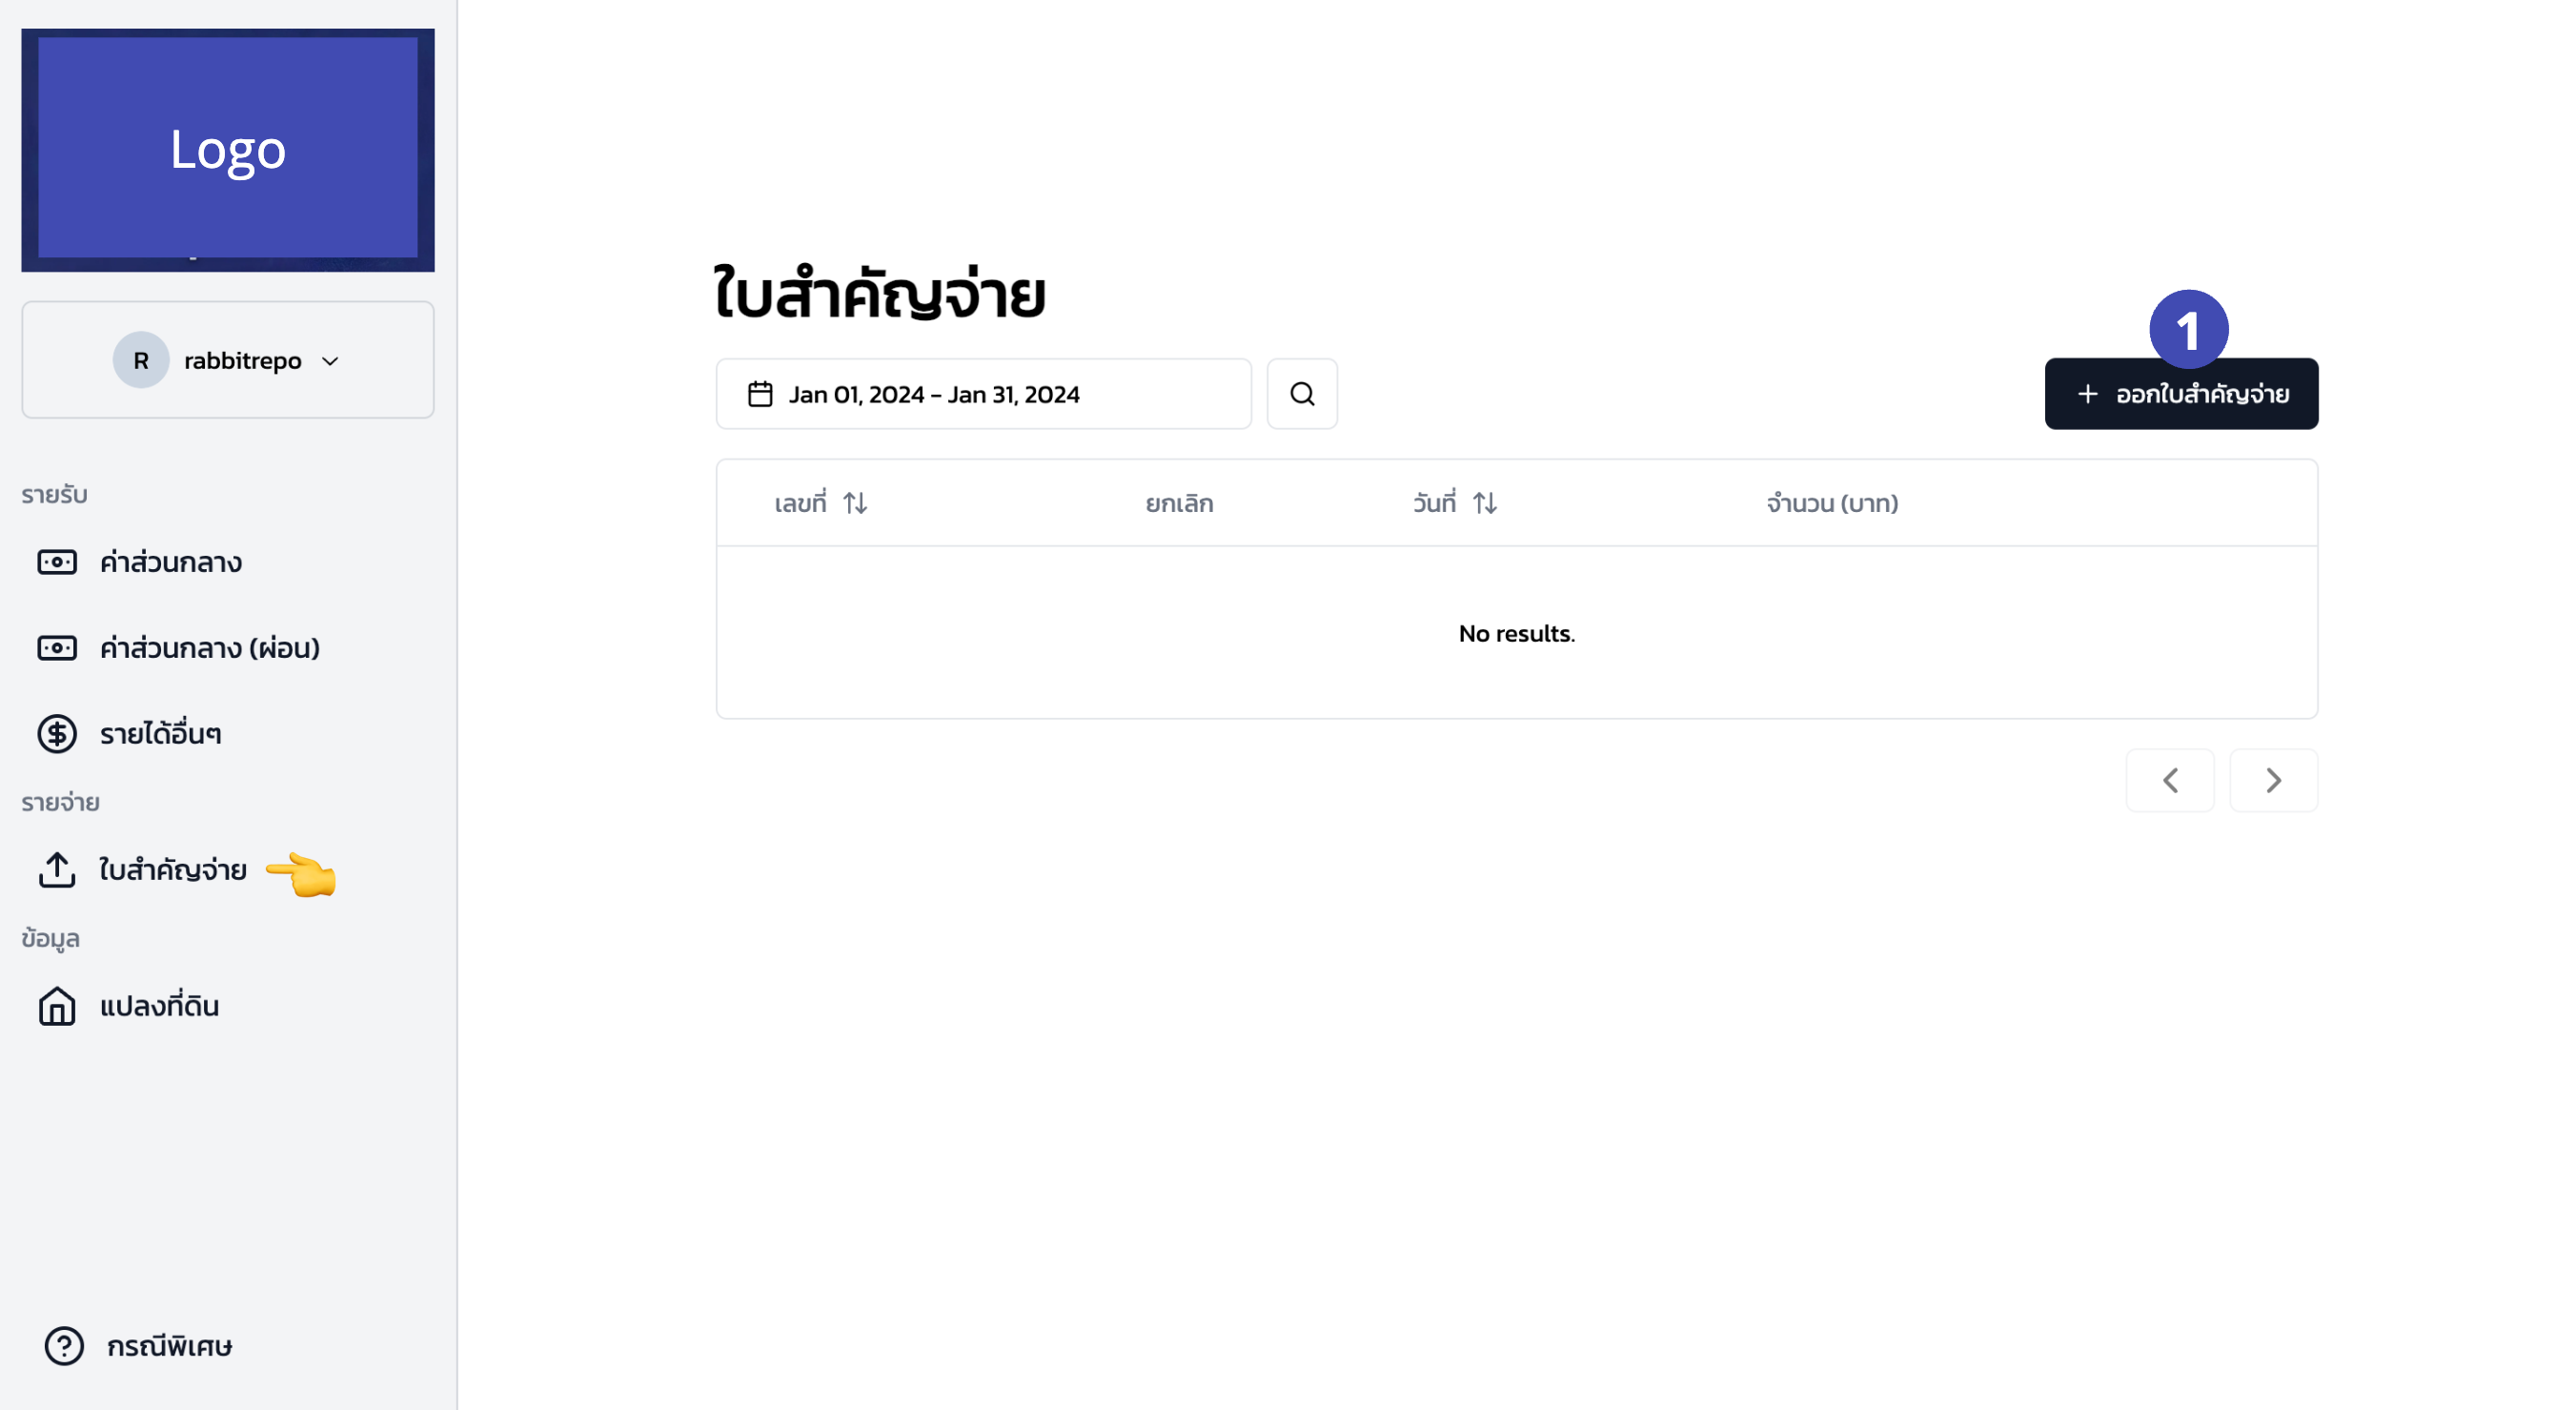 Logo
R rabbitrepo
รายรับ
ค่าส่วนกลาง
ค่าส่วนกลาง (ผ่อน)
รายได้อื่นๆ
รายจ่าย
ใบสำคัญจ่าย
ข้อมูล
แปลงที่ดิน
กรณีพิเศษ
ใบสำคัญจ่าย
1
Jan 01, 2024 - Jan 31, 2024
ออกใบสำคัญจ่าย
เลขที่ ยกเลิก วันที่ จำนวน (บาท)
No results.